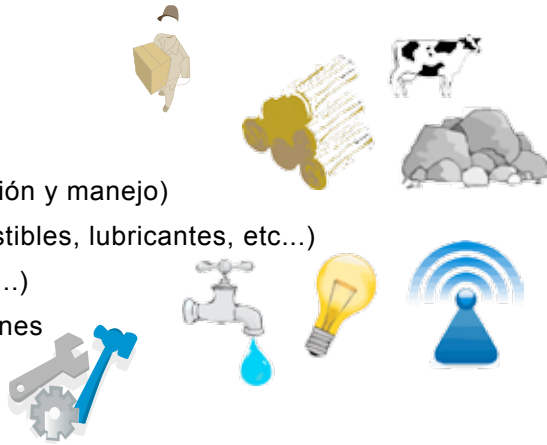 ión y manejo)
stibles, lubricantes, etc...)
..)
nes